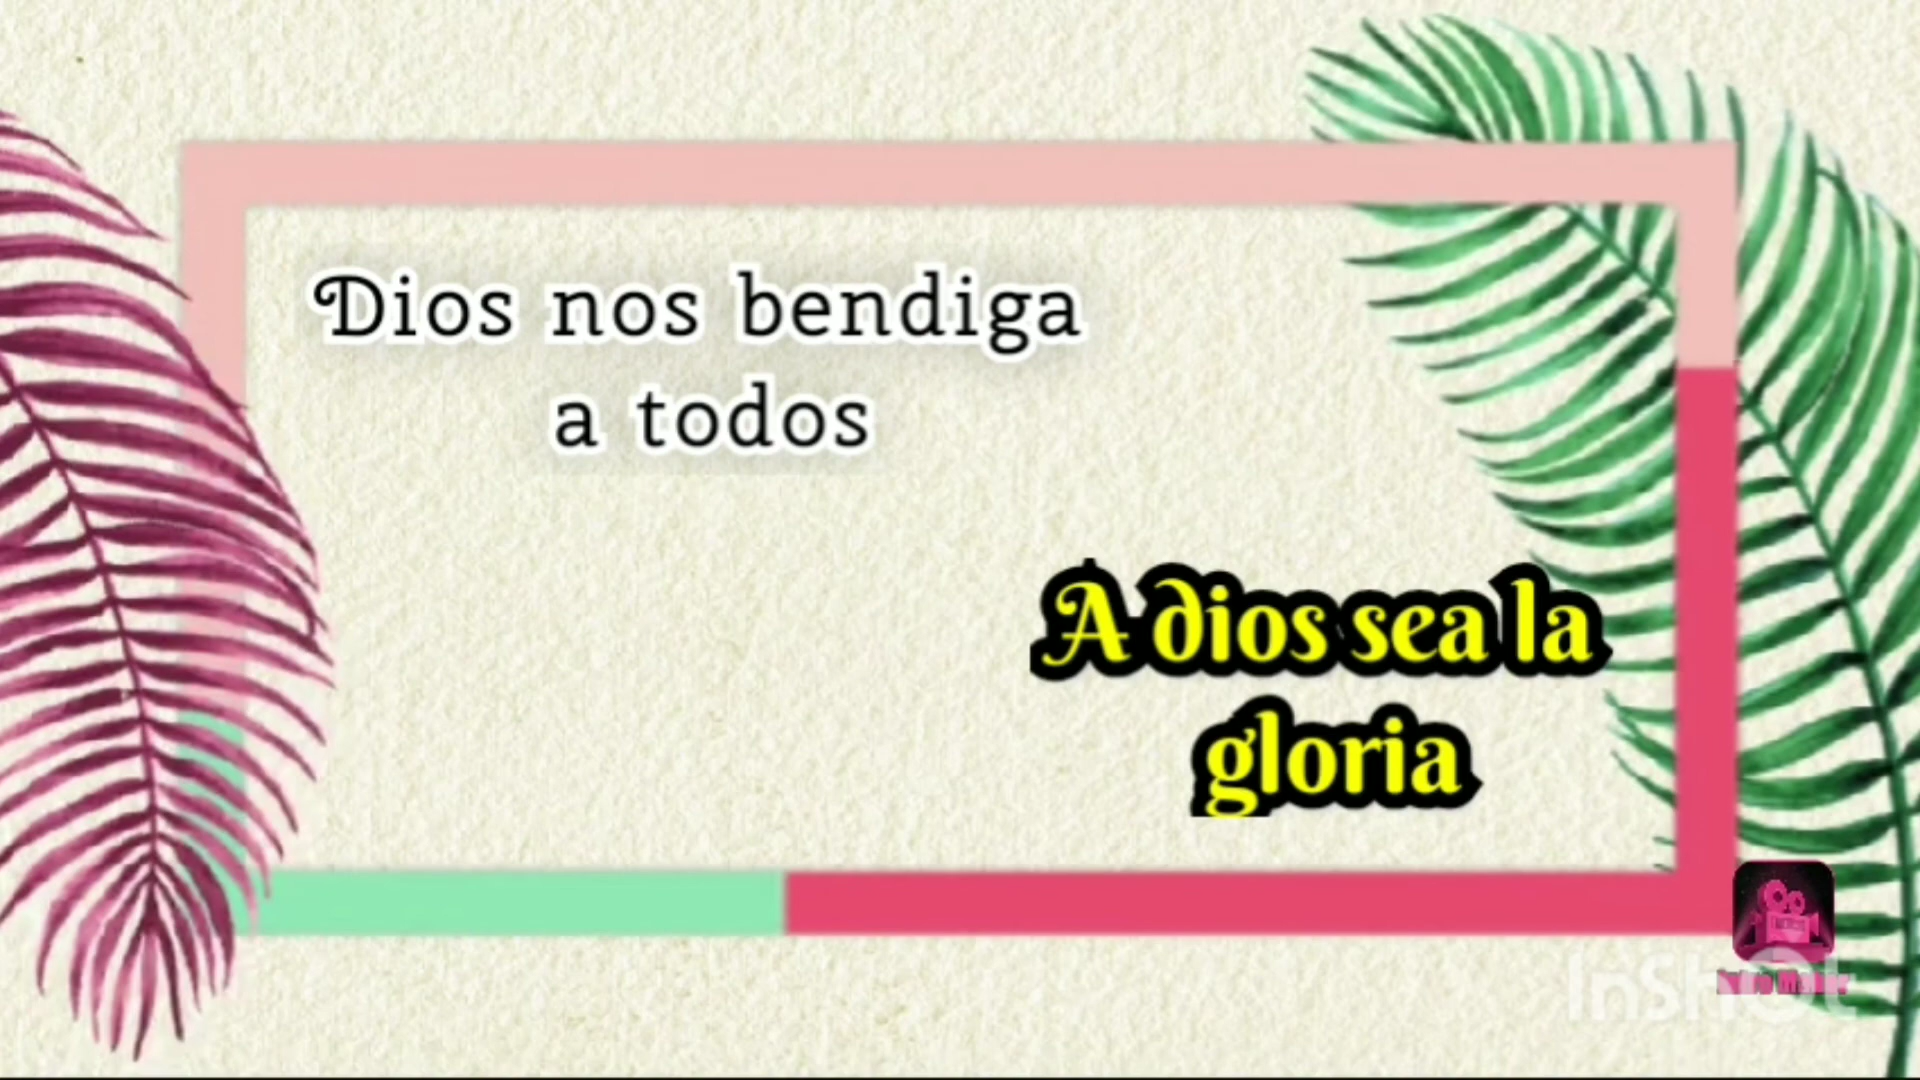 Dios nos bendiga
a todos
A dios sea la
gloria
InShOt